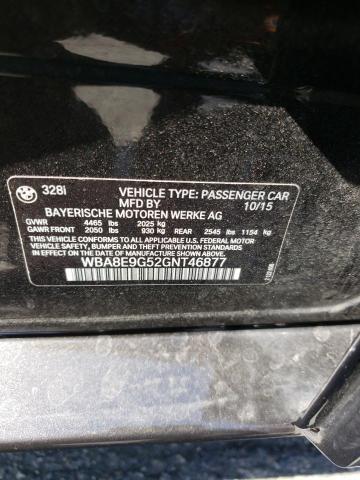 328i VEHICLE TYPE: PASSENGER CAR
MFD BY 10/15
BAYERISCHE MOTOREN WERKE AG
GVWR 4465 lbs 2025 kg
GAWR FRONT 2050 lbs 930 kg REAR 2545 lbs 1154 kg
THIS VEHICLE CONFORMS TO ALL APPLICABLE U.S. FEDERAL MOTOR VEHICLE
SAFETY, BUMPER AND THEFT PREVENTION STANDARDS
IN EFFECT ON THE DATE OF MANUFACTURE SHOWN ABOVE.
WBA8E9G52GNT46877